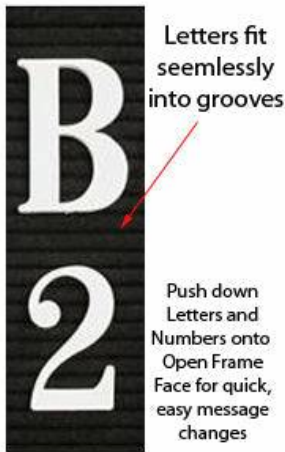 B
2
Letters fit
seemlessly
into grooves
Push down
Letters and
Numbers onto
Open Frame
Face for quick,
easy message
changes